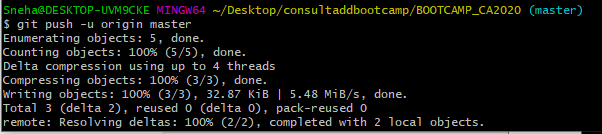 Sneha@DESKTOP-UVM9CKE MINGW64 ~/Desktop/consultaddbootcamp/BOOTCAMP_CA2020 (master)
$ git push -u origin master
Enumerating objects: 5, done.
Counting objects: 100% (5/5), done.
Delta compression using up to 4 threads
Compressing objects: 100% (3/3), done.
Writing objects: 100% (3/3), 32.87 KiB | 5.48 MiB/s, done.
Total 3 (delta 2), reused 0 (delta 0), pack-reused 0
remote: Resolving deltas: 100% (2/2), completed with 2 local objects.